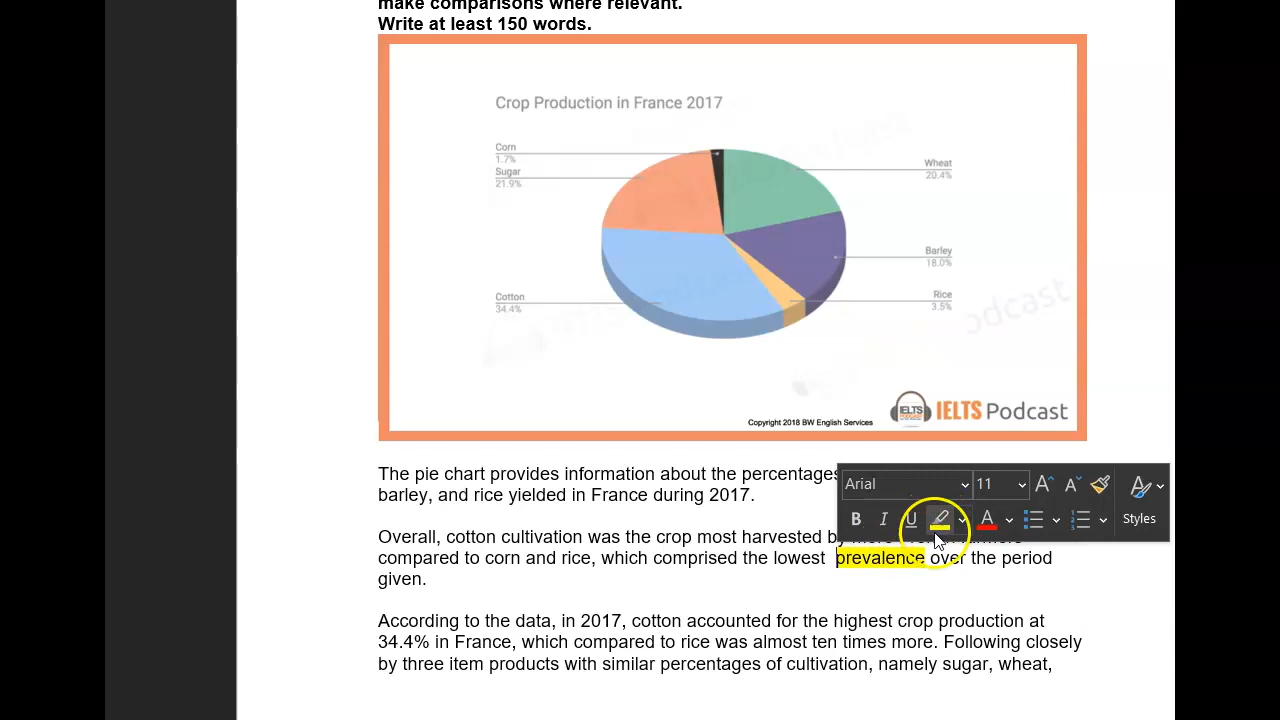 make comparisons where relevant.
Write at least 150 words.
Crop Production in France 2017
Corn
1.7%
Sugar
21.9%
Wheat
20.4%
Barley
18.0%
Rice
3.5%
Cotton
34.4%
Podcast
IELTS Podcast
Copyright 2018 BW English Services
The pie chart provides information about the percentages
barley, and rice yielded in France during 2017.
Arial 11
B I U A Styles
Overall, cotton cultivation was the crop most harvested by
compared to corn and rice, which comprised the lowest prevalence over the period
given.
According to the data, in 2017, cotton accounted for the highest crop production at
34.4% in France, which compared to rice was almost ten times more. Following closely
by three item products with similar percentages of cultivation, namely sugar, wheat,